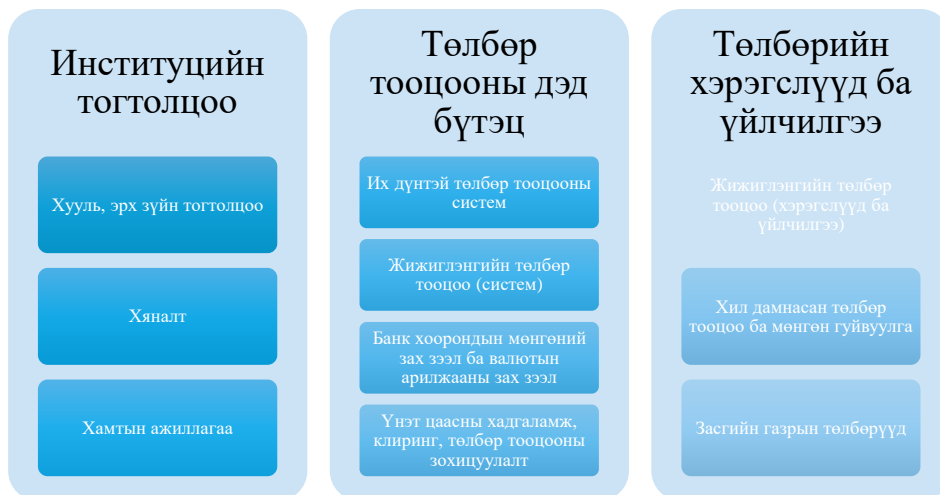 Институцийн
тогтолцоо
Хууль, эрх зүйн тогтолцоо
Хяналт
Хамтын ажиллагаа
Төлбөр
тооцооны дэд
бүтэц
Их дүнтэй төлбөр тооцооны
систем
Жижиглэнгийн төлбөр
тооцоо (систем)
Банк хоорондын мөнгөний
зах зээл ба валютын
арилжааны зах зээл
Үнэт цаасны хадгаламж,
клиринг, төлбөр тооцооны
зохицуулалт
Төлбөрийн
хэрэгслүүд ба
үйлчилгээ
Жижиглэнгийн төлбөр
тооцоо (хэрэгслүүд ба
үйлчилгээ)
Хил дамнасан төлбөр
тооцоо ба мөнгөн гуйвуулга
Засгийн газрын төлбөрүүд